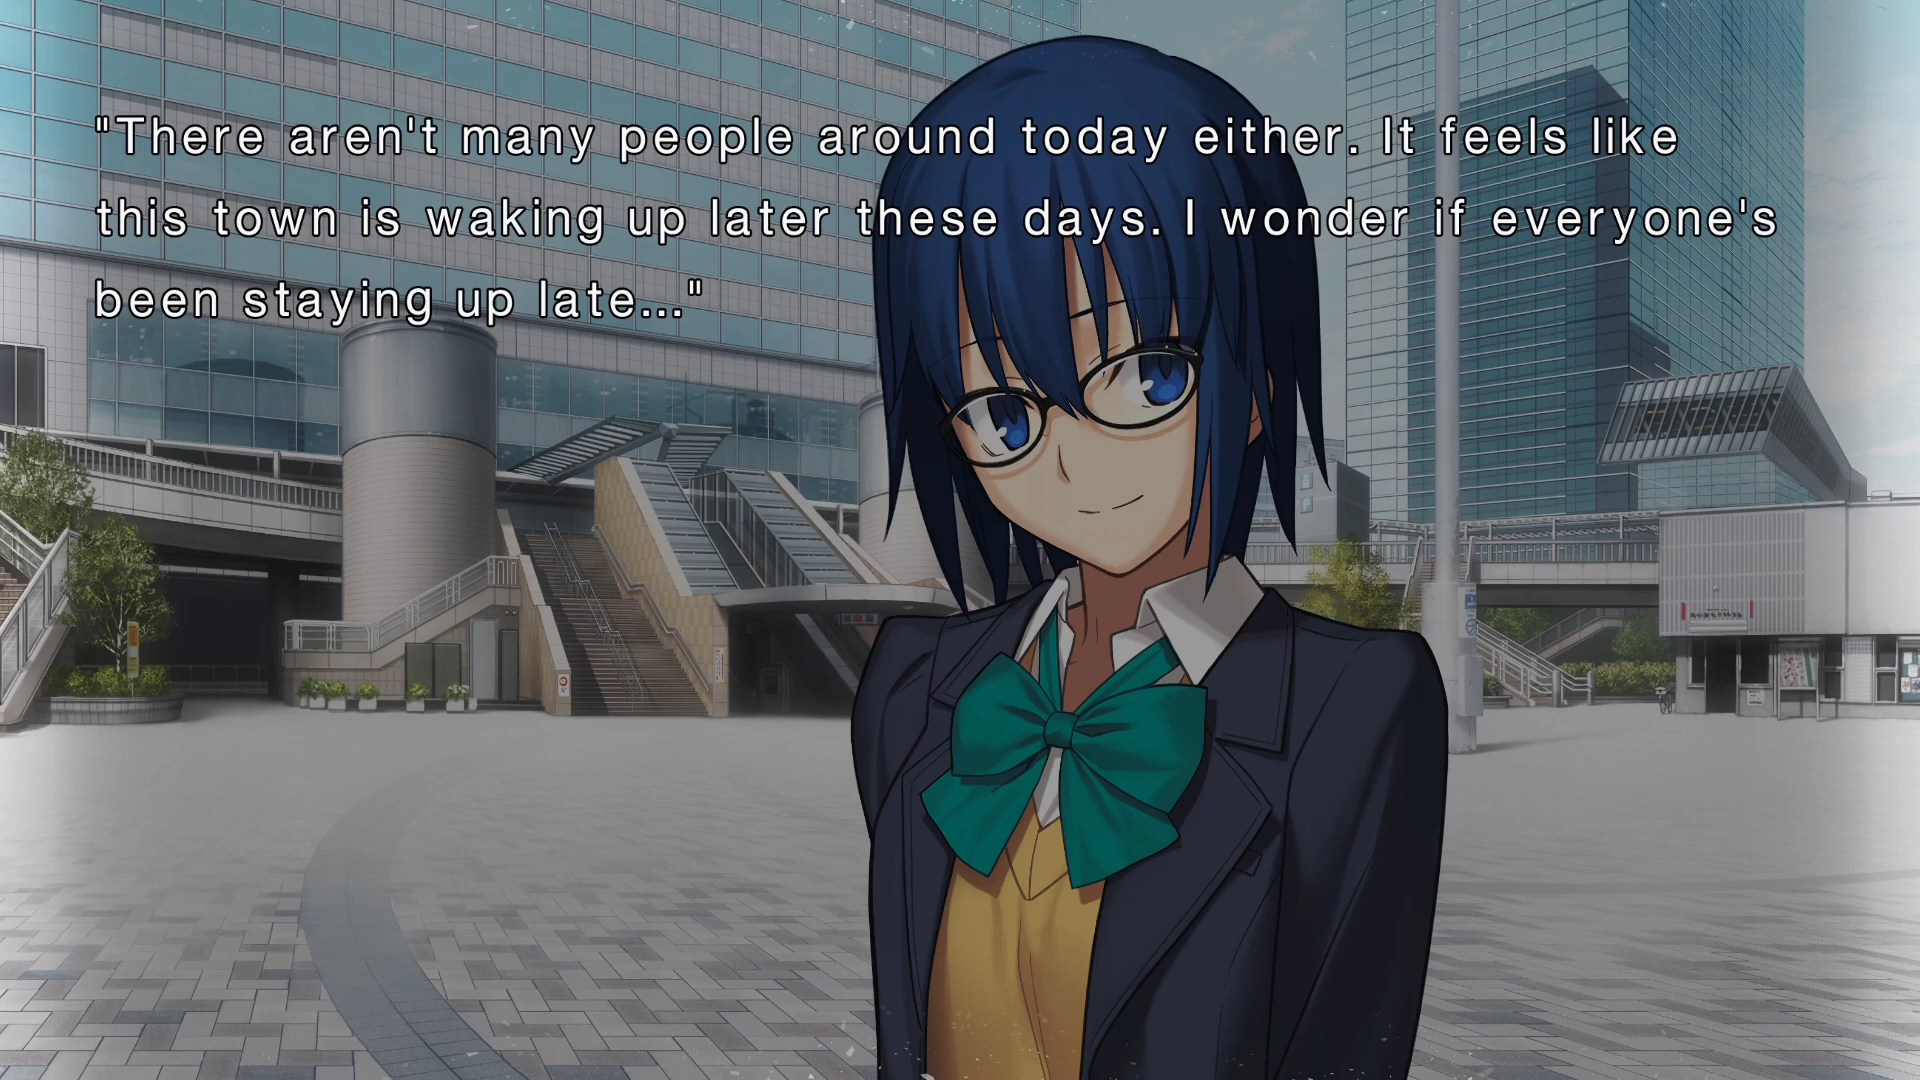 "There aren't many people around today either. It feels like
this town is waking up later these days. I wonder if everyone's
been staying up late..."